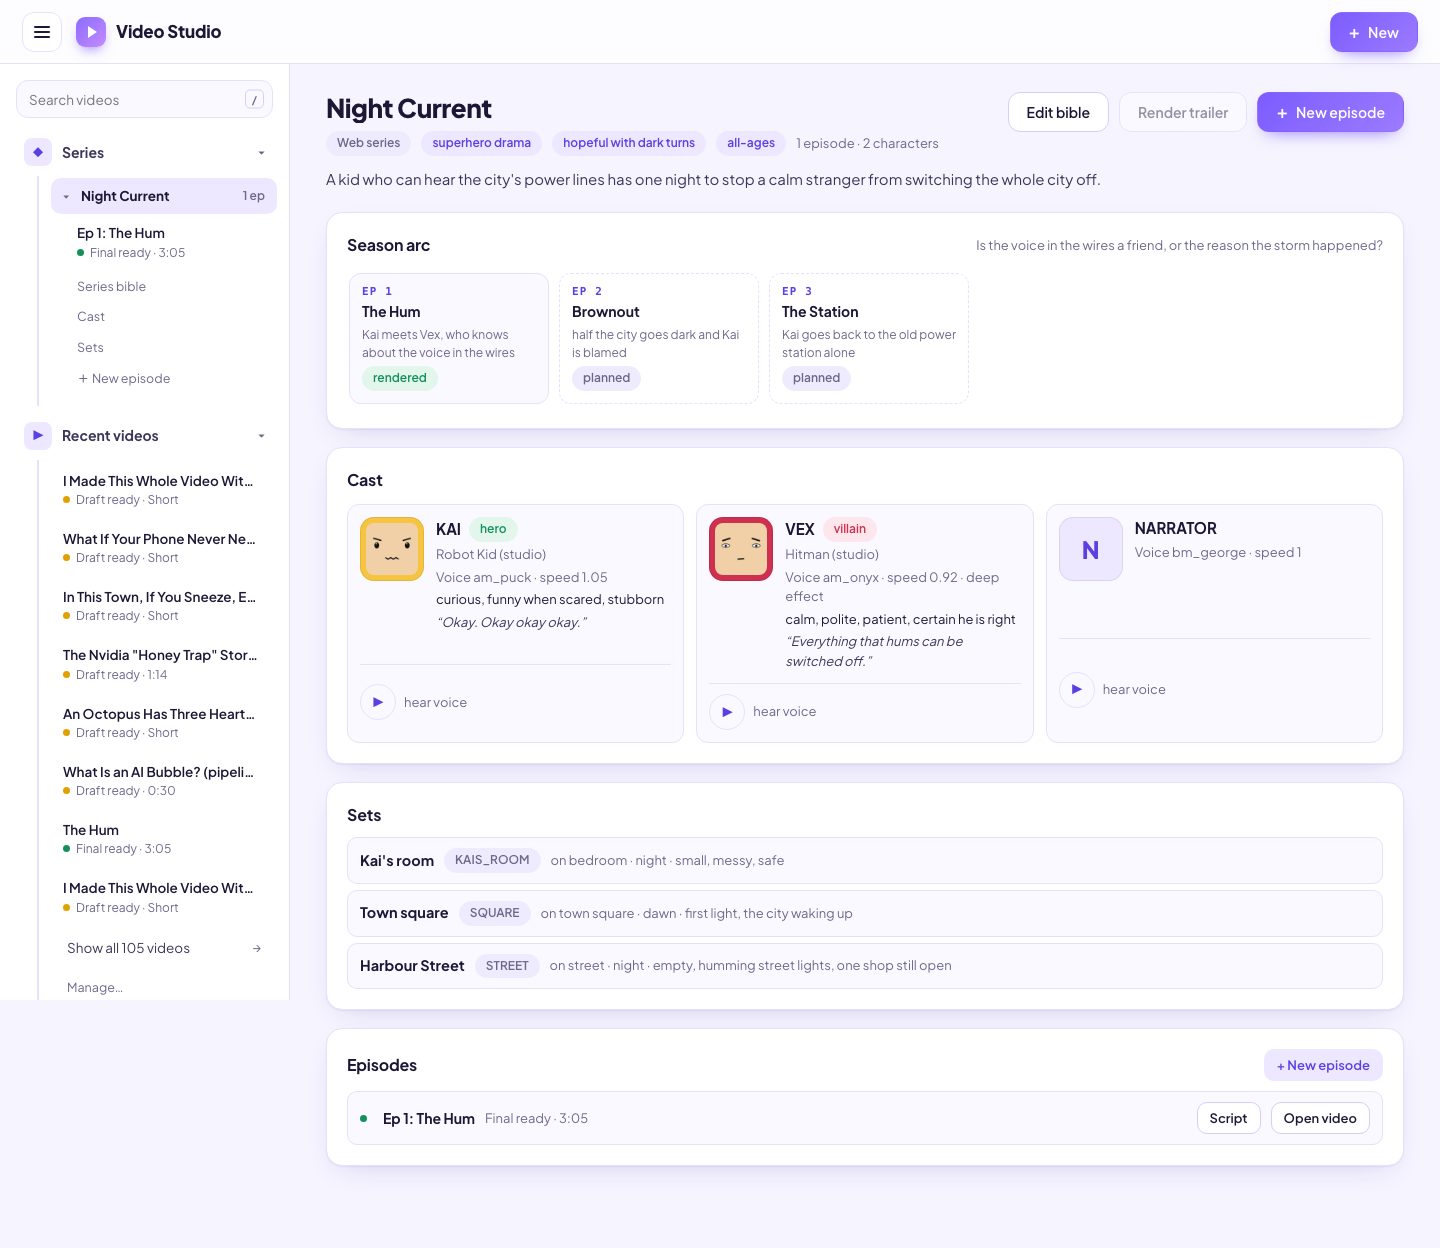 Video Studio
+ New
Search videos
/
Series
Night Current
1 ep
Ep 1: The Hum
Final ready · 3:05
Series bible
Cast
Sets
+ New episode
Recent videos
I Made This Whole Video Wit...
Draft ready · Short
What If Your Phone Never Ne...
Draft ready · Short
In This Town, If You Sneeze, E...
Draft ready · Short
The Nvidia "Honey Trap" Stor...
Draft ready · 1:14
An Octopus Has Three Heart...
Draft ready · Short
What Is an AI Bubble? (pipeli...
Draft ready · 0:30
The Hum
Final ready · 3:05
I Made This Whole Video Wit...
Draft ready · Short
Show all 105 videos →
Manage...
Night Current
Edit bible
Render trailer
+ New episode
Web series
superhero drama
hopeful with dark turns
all-ages
1 episode · 2 characters
A kid who can hear the city's power lines has one night to stop a calm stranger from switching the whole city off.
Season arc
Is the voice in the wires a friend, or the reason the storm happened?
EP 1
The Hum
Kai meets Vex, who knows
about the voice in the wires
rendered
EP 2
Brownout
half the city goes dark and Kai
is blamed
planned
EP 3
The Station
Kai goes back to the old power
station alone
planned
Cast
KAI
hero
Robot Kid (studio)
Voice am_puck · speed 1.05
curious, funny when scared, stubborn
“Okay. Okay okay okay.”
hear voice
VEX
villain
Hitman (studio)
Voice am_onyx · speed 0.92 · deep
effect
calm, polite, patient, certain he is right
“Everything that hums can be
switched off.”
hear voice
N
NARRATOR
Voice bm_george · speed 1
hear voice
Sets
Kai's room
KAIS_ROOM
on bedroom · night · small, messy, safe
Town square
SQUARE
on town square · dawn · first light, the city waking up
Harbour Street
STREET
on street · night · empty, humming street lights, one shop still open
Episodes
+ New episode
Ep 1: The Hum
Final ready · 3:05
Script
Open video